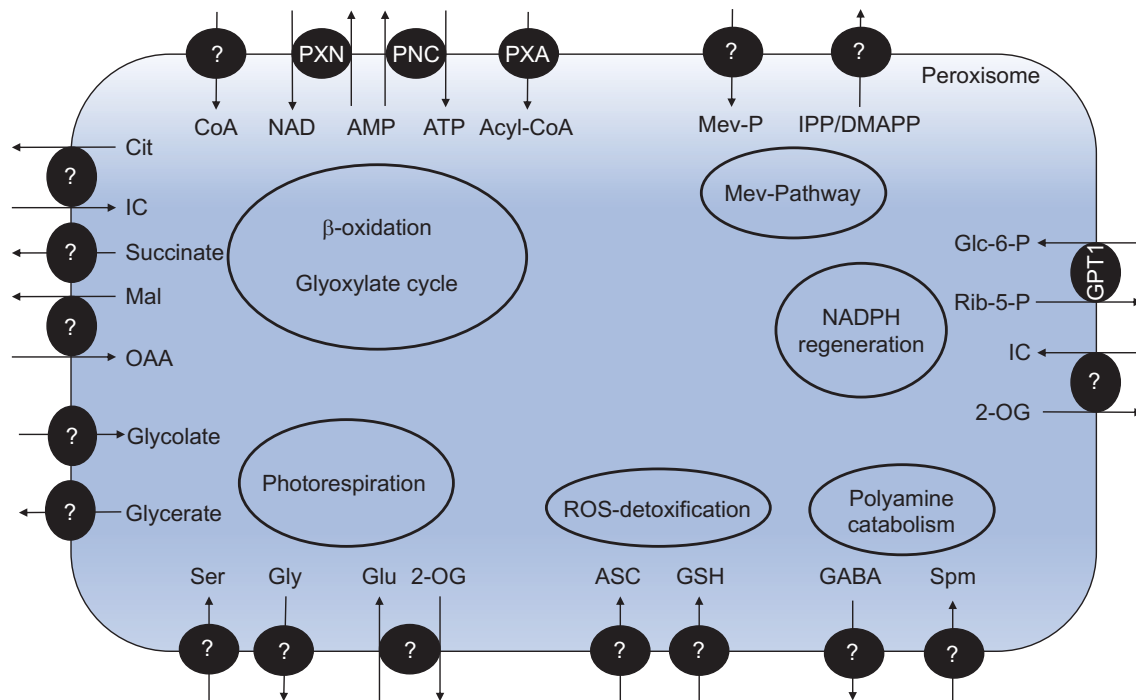 ? PXN PNC PXA ? ?
Peroxisome
CoA NAD AMP ATP Acyl-CoA Mev-P IPP/DMAPP
Cit
?
IC
?
Succinate
Mal
?
OAA
β-oxidation
Glyoxylate cycle
Mev-Pathway
Glc-6-P
GPT1
Rib-5-P
NADPH
regeneration
IC
?
2-OG
? Glycolate
? Glycerate
Photorespiration
ROS-detoxification
Polyamine
catabolism
Ser Gly Glu 2-OG ASC GSH GABA Spm
? ? ? ? ? ? ?